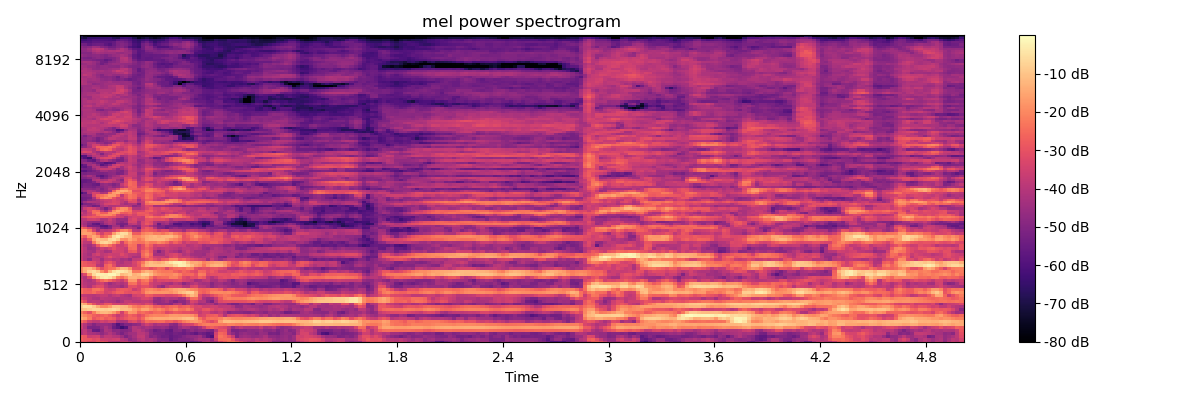 mel power spectrogram
Hz
8192
4096
2048
1024
512
0
0 0.6 1.2 1.8 2.4 3 3.6 4.2 4.8
Time
-10 dB
-20 dB
-30 dB
-40 dB
-50 dB
-60 dB
-70 dB
-80 dB